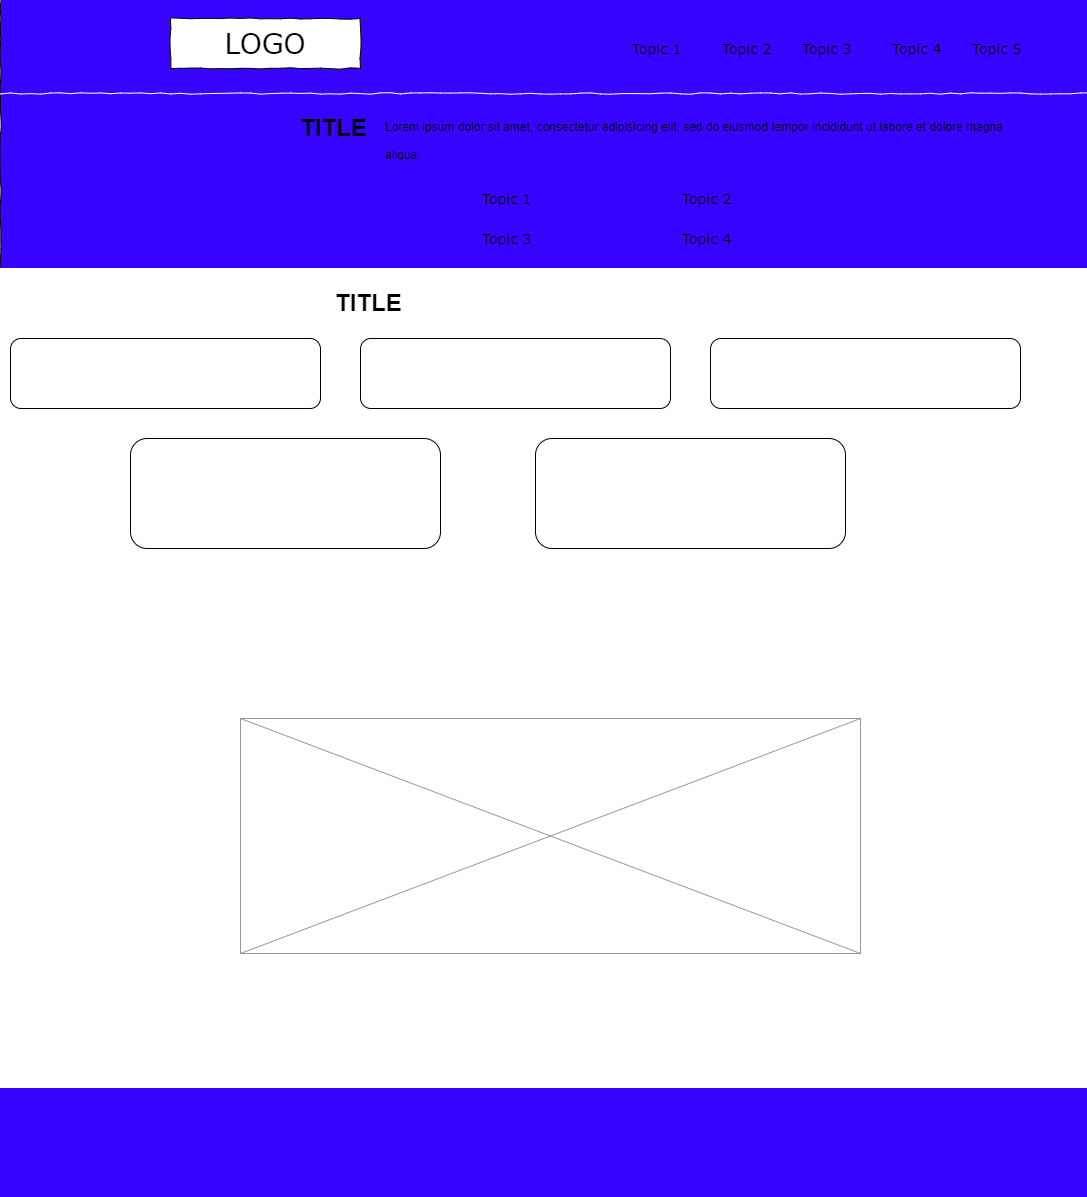 LOGO
Topic 1 Topic 2 Topic 3 Topic 4 Topic 5
TITLE
Lorem ipsum dolor sit amet, consectetur adipisicing elit, sed do eiusmod tempor incididunt ut labore et dolore magna
aliqua.
Topic 1 Topic 2
Topic 3 Topic 4
TITLE